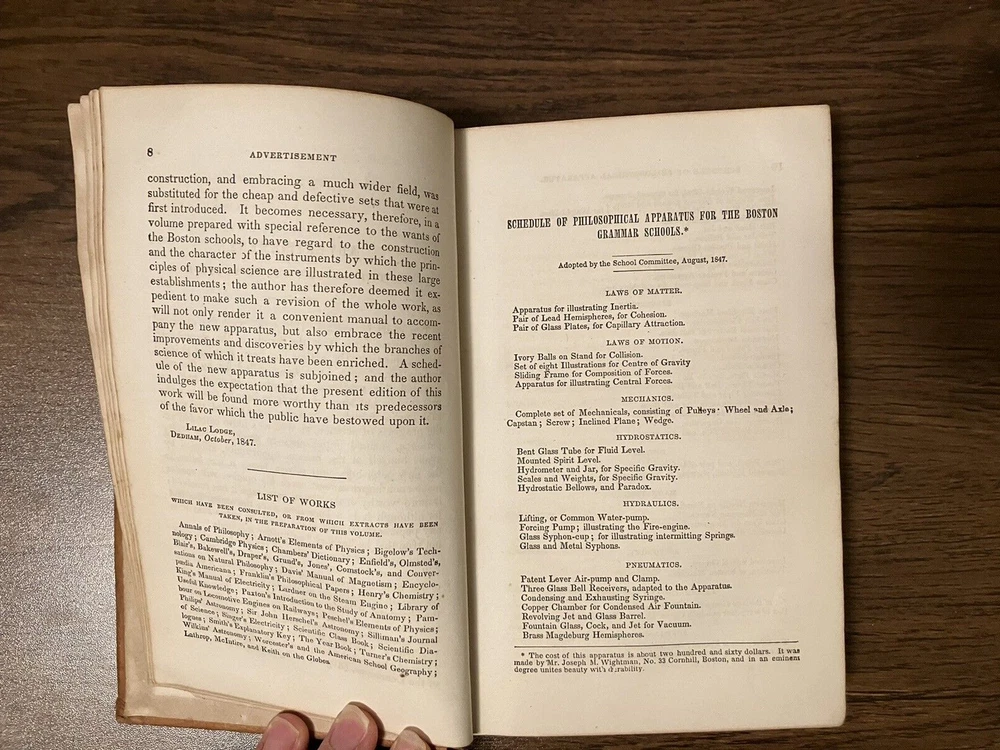 8
ADVERTISEMENT
construction, and embracing a much wider field, was
substituted for the cheap and defective sets that were at
first introduced. It becomes necessary, therefore, in a
volume prepared with special reference to the wants of
the Boston schools, to have regard to the construction
and the character of the instruments by which the prin-
ciples of physical science are illustrated in these large
establishments; the author has therefore deemed it ex-
pedient to make such a revision of the whole work, as
will not only render it a convenient manual to accom-
pany the new apparatus, but also embrace the recent
improvements and discoveries by which the branches of
science of which it treats have been enriched. A sched-
ule of the new apparatus is subjoined; and the author
indulges the expectation that the present edition of this
work will be found more worthy than its predecessors
of the favor which the public have bestowed upon it.
LILAC LODGE,
DEDHAM, October, 1847.
LIST OF WORKS
WHICH HAVE BEEN CONSULTED, OR FROM WHICH EXTRACTS HAVE BEEN
TAKEN, IN THE PREPARATION OF THIS VOLUME.
Annals of Philosophy; Arnott's Elements of Physics; Bigelow's Tech-
nology; Cambridge Physics; Chambers' Dictionary; Enfield's, Olmsted's,
Blair's, Bakewell's, Draper's, Grund's, Jones', Comstock's, and Conver-
sations on Natural Philosophy; Davis' Manual of Magnetism; Encyclo-
pædia Americana; Franklin's Philosophical Papers; Henry's Chemistry;
King's Manual of Electricity; Lardner on the Steam Engine; Library of
Useful Knowledge; Paxton's Introduction to the Study of Anatomy; Pam-
bour on Locomotive Engines on Railways; Peschel's Elements of Physics;
Philips' Astronomy; Sir John Herschel's Astronomy; Silliman's Journal
of Science; Singer's Electricity; Scientific Class Book; Scientific Dia-
logues; Smith's Explanatory Key; The Year Book; Turner's Chemistry;
Wilkins' Astronomy; Worcester's and the American School Geography;
Lathrop, McIntire, and Keith on the Globes.
SCHEDULE OF PHILOSOPHICAL APPARATUS FOR THE BOSTON
GRAMMAR SCHOOLS.*
Adopted by the School Committee, August, 1847.
LAWS OF MATTER.
Apparatus for illustrating Inertia.
Pair of Lead Hemispheres, for Cohesion.
Pair of Glass Plates, for Capillary Attraction.
LAWS OF MOTION.
Ivory Balls on Stand for Collision.
Set of eight Illustrations for Centre of Gravity
Sliding Frame for Composition of Forces.
Apparatus for illustrating Central Forces.
MECHANICS.
Complete set of Mechanicals, consisting of Pulleys; Wheel and Axle;
Capstan; Screw; Inclined Plane; Wedge.
HYDROSTATICS.
Bent Glass Tube for Fluid Level.
Mounted Spirit Level.
Hydrometer and Jar, for Specific Gravity.
Scales and Weights, for Specific Gravity.
Hydrostatic Bellows, and Paradox.
HYDRAULICS.
Lifting, or Common Water-pump.
Forcing Pump; illustrating the Fire-engine.
Glass Syphon-cup; for illustrating intermitting Springs.
Glass and Metal Syphons.
PNEUMATICS.
Patent Lever Air-pump and Clamp.
Three Glass Bell Receivers, adapted to the Apparatus.
Condensing and Exhausting Syringe.
Copper Chamber for Condensed Air Fountain.
Revolving Jet and Glass Barrel.
Fountain Glass, Cock, and Jet for Vacuum.
Brass Magdeburg Hemispheres.
* The cost of this apparatus is about two hundred and sixty dollars. It was
made by Mr. Joseph M. Wightman, No. 33 Cornhill, Boston, and in an eminent
degree unites beauty with durability.